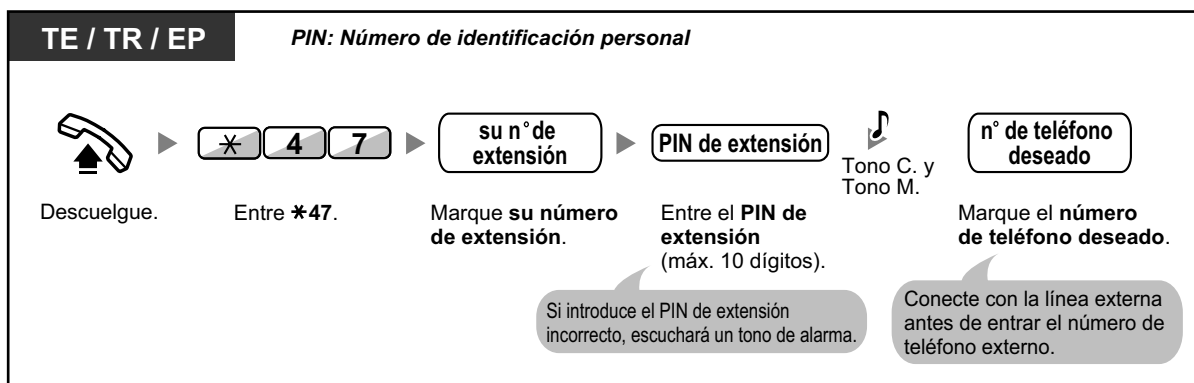 TE / TR / EP
PIN: Número de identificación personal
✳ 4 7
su n° de
extensión
PIN de extensión
Tono C. y
Tono M.
n° de teléfono
deseado
Descuelgue.
Entre ✳47.
Marque su número
de extensión.
Entre el PIN de
extensión
(máx. 10 dígitos).
Marque el número
de teléfono deseado.
Si introduce el PIN de extensión
incorrecto, escuchará un tono de alarma.
Conecte con la línea externa
antes de entrar el número de
teléfono externo.